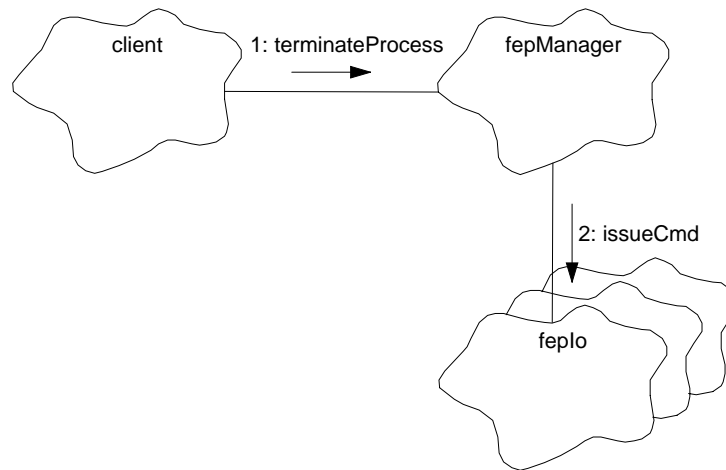 client
1: terminateProcess
fepManager
2: issueCmd
fepIo